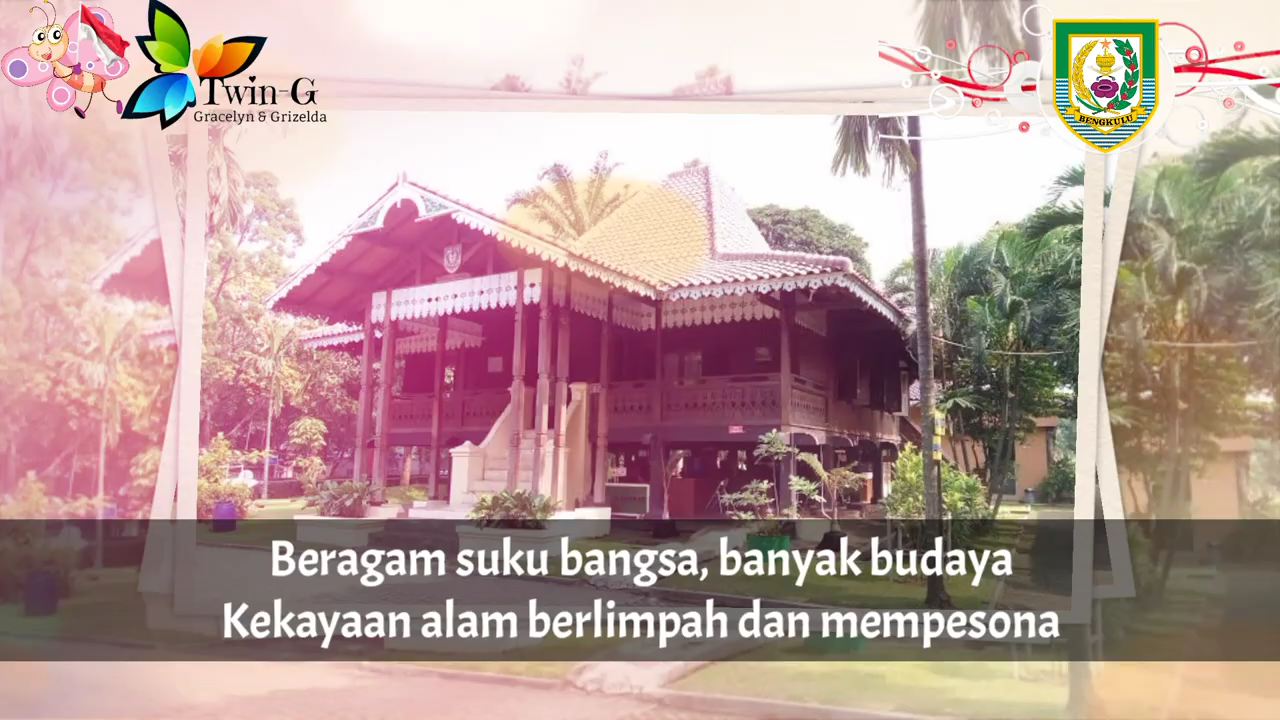 Twin-G
Gracelyn & Grizelda
BENGKULU
Beragam suku bangsa, banyak budaya
Kekayaan alam berlimpah dan mempesona